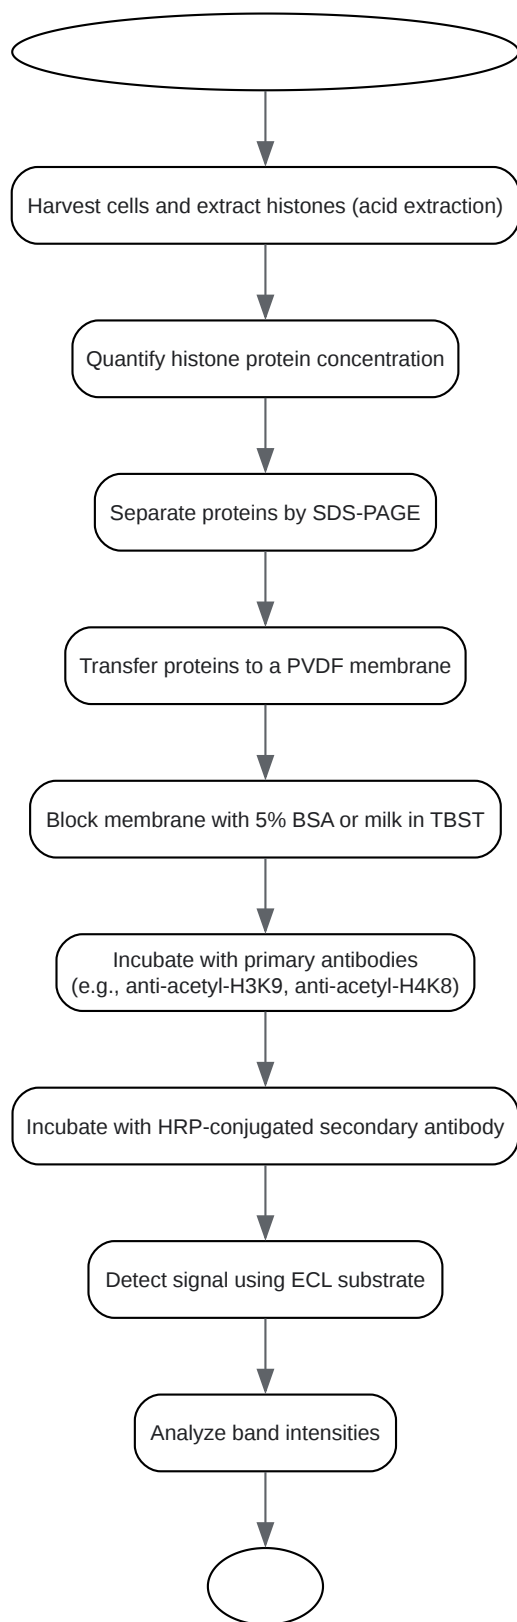 Harvest cells and extract histones (acid extraction)
Quantify histone protein concentration
Separate proteins by SDS-PAGE
Transfer proteins to a PVDF membrane
Block membrane with 5% BSA or milk in TBST
Incubate with primary antibodies
(e.g., anti-acetyl-H3K9, anti-acetyl-H4K8)
Incubate with HRP-conjugated secondary antibody
Detect signal using ECL substrate
Analyze band intensities